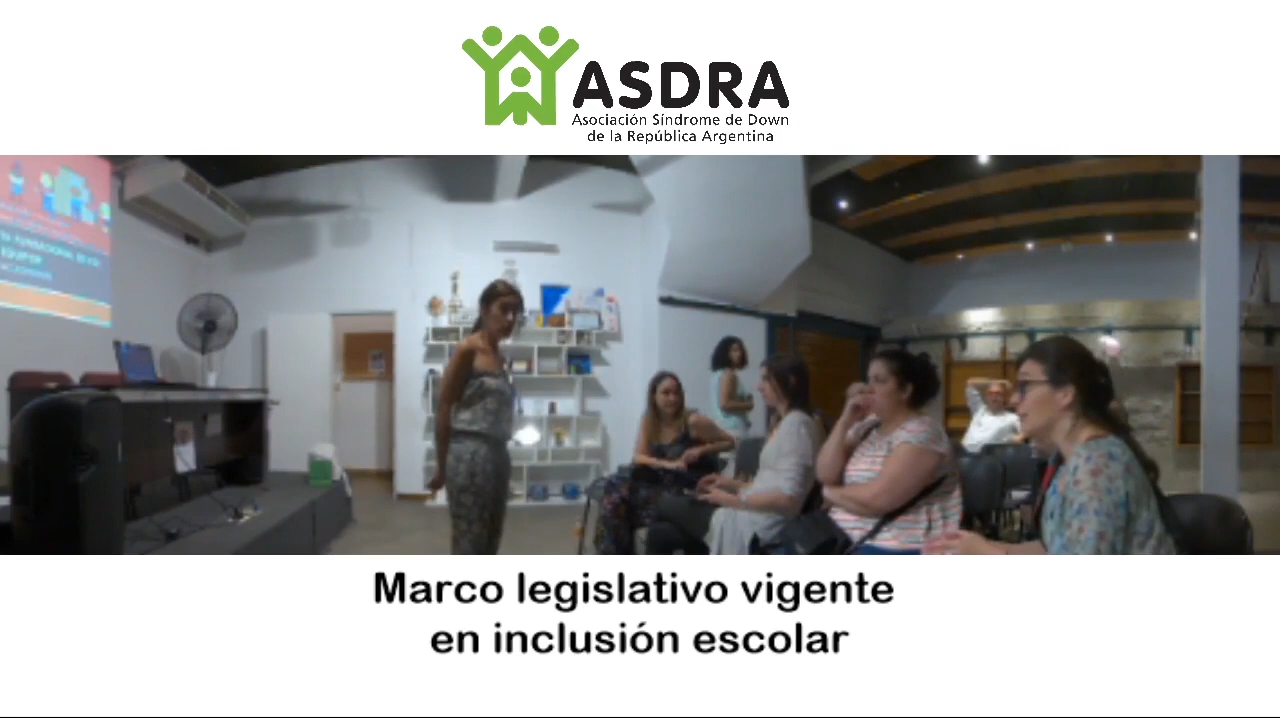 ASDRA
Asociación Síndrome de Down
de la República Argentina
Marco legislativo vigente
en inclusión escolar